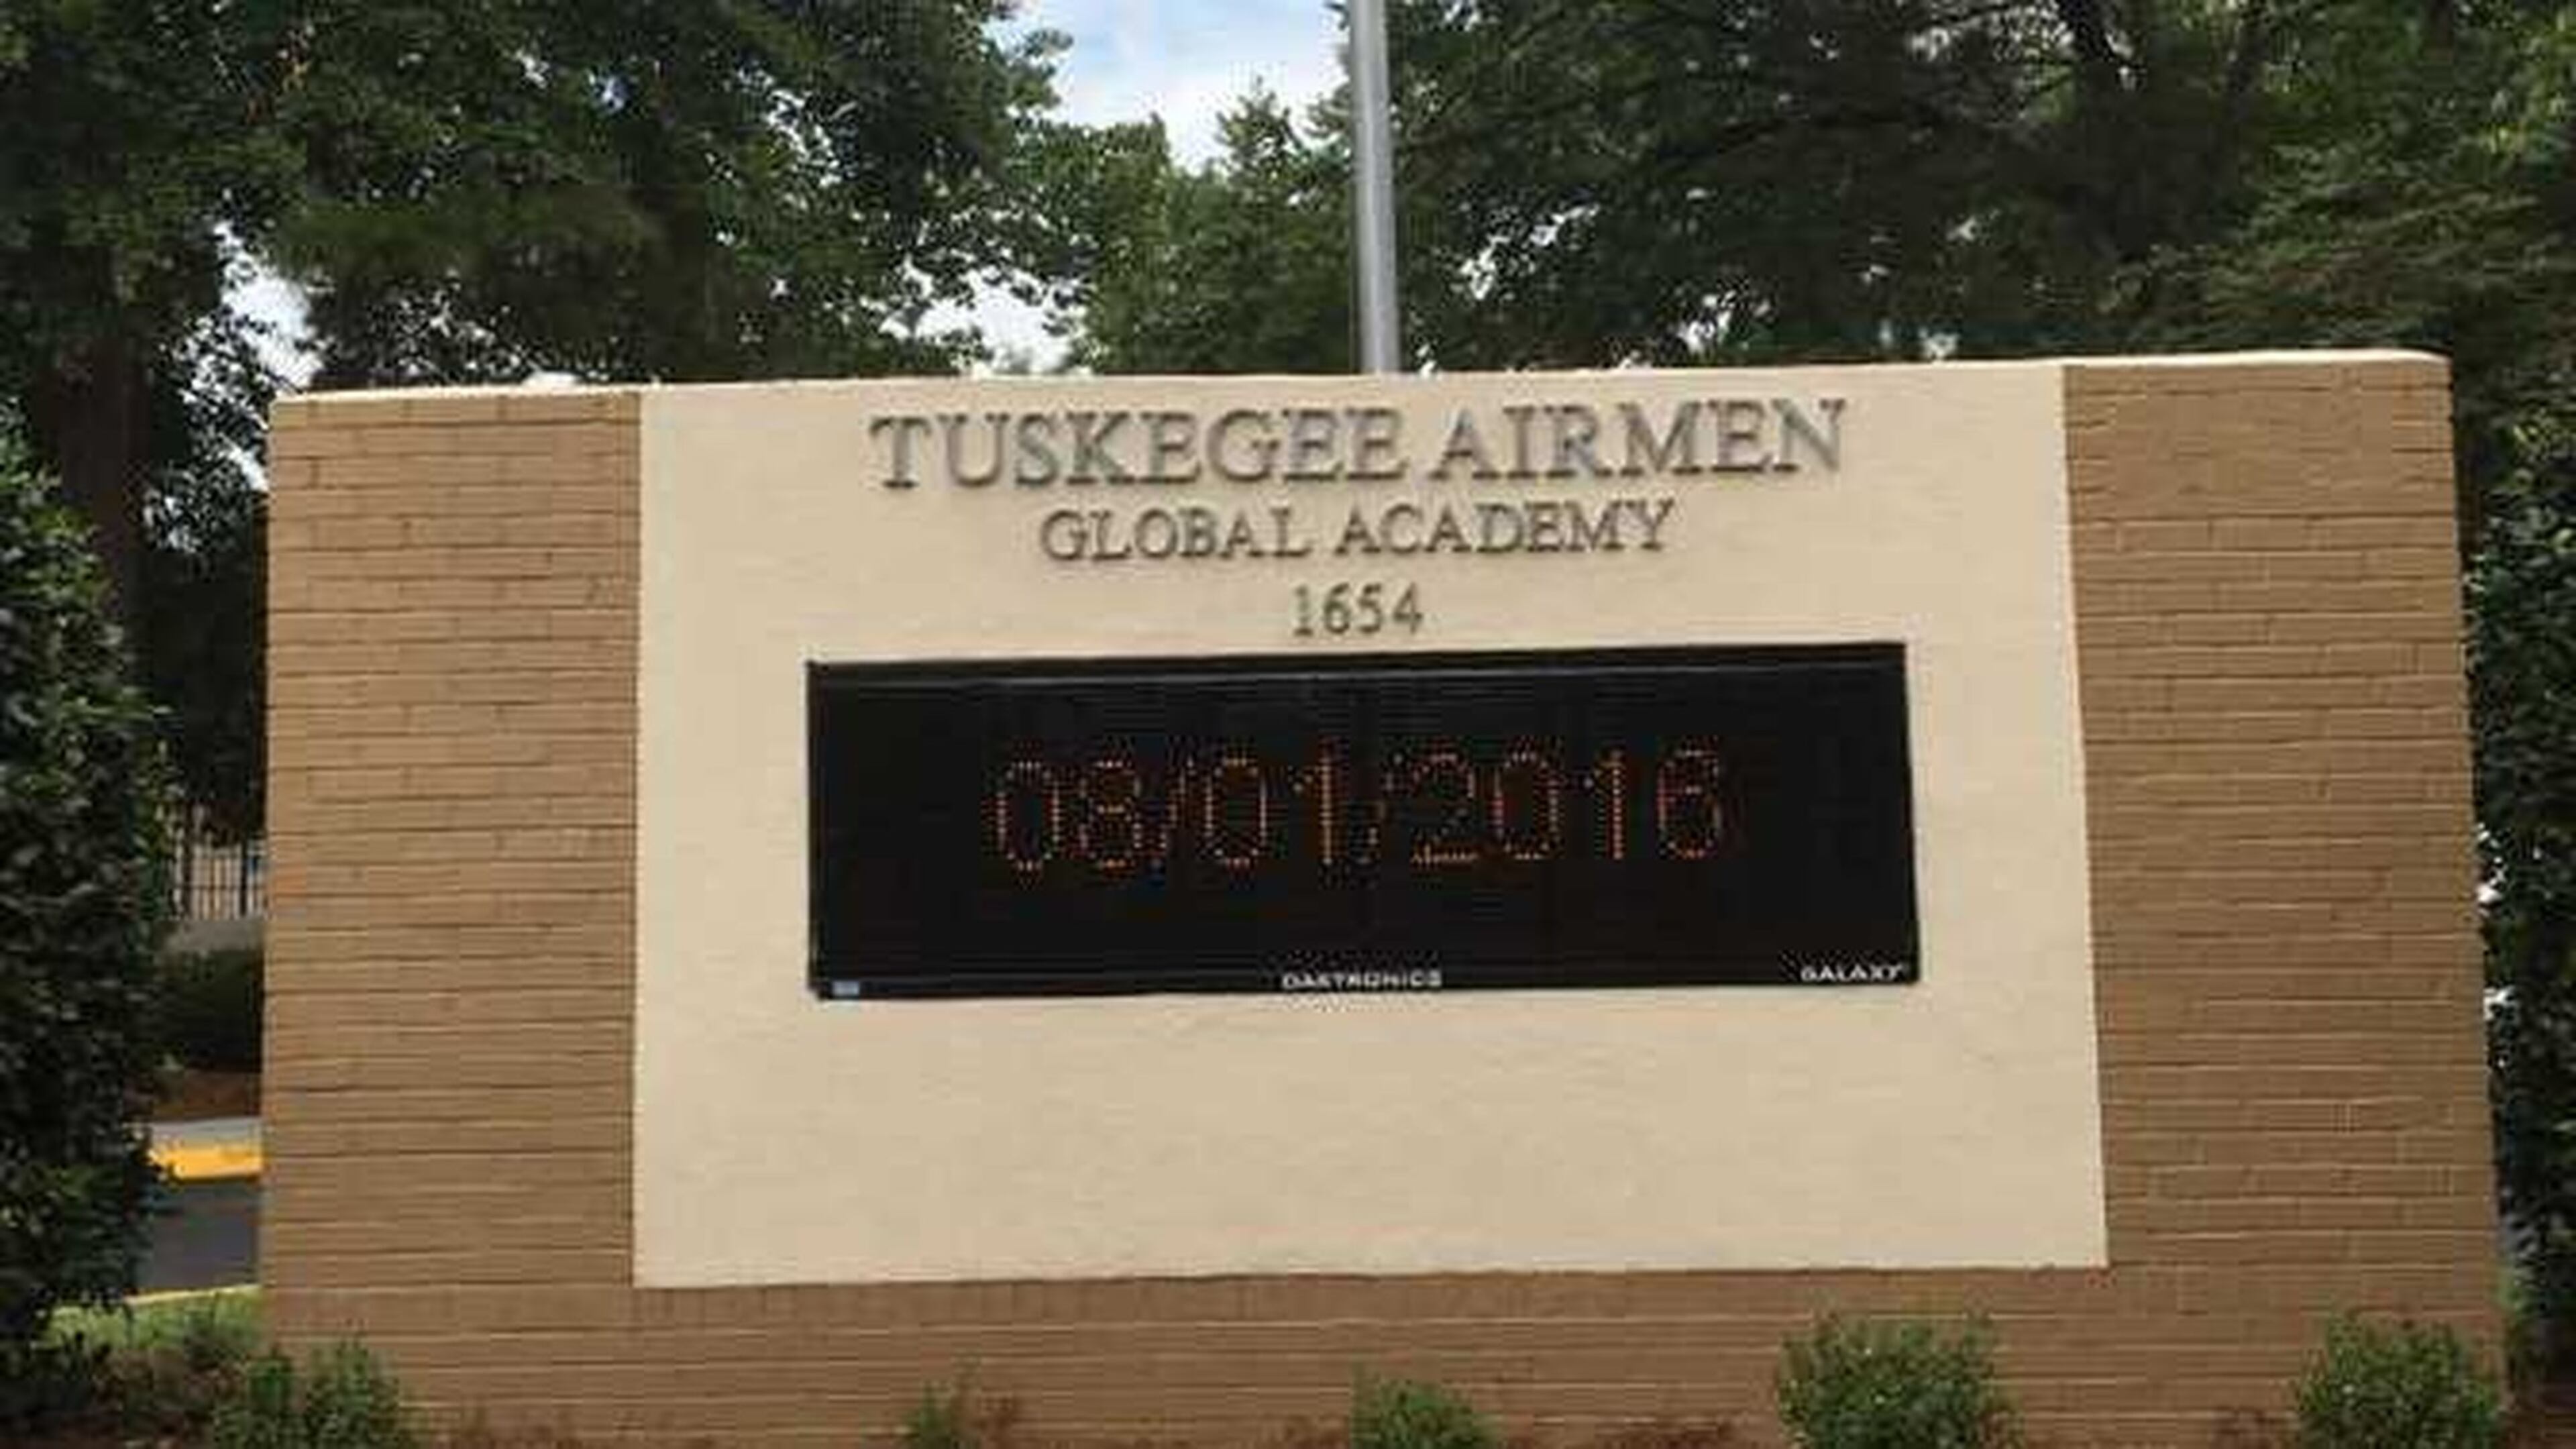 TUSKEGEE AIRMEN
GLOBAL ACADEMY
1654
08/01/2016
DAKTRONICS
GALAXY